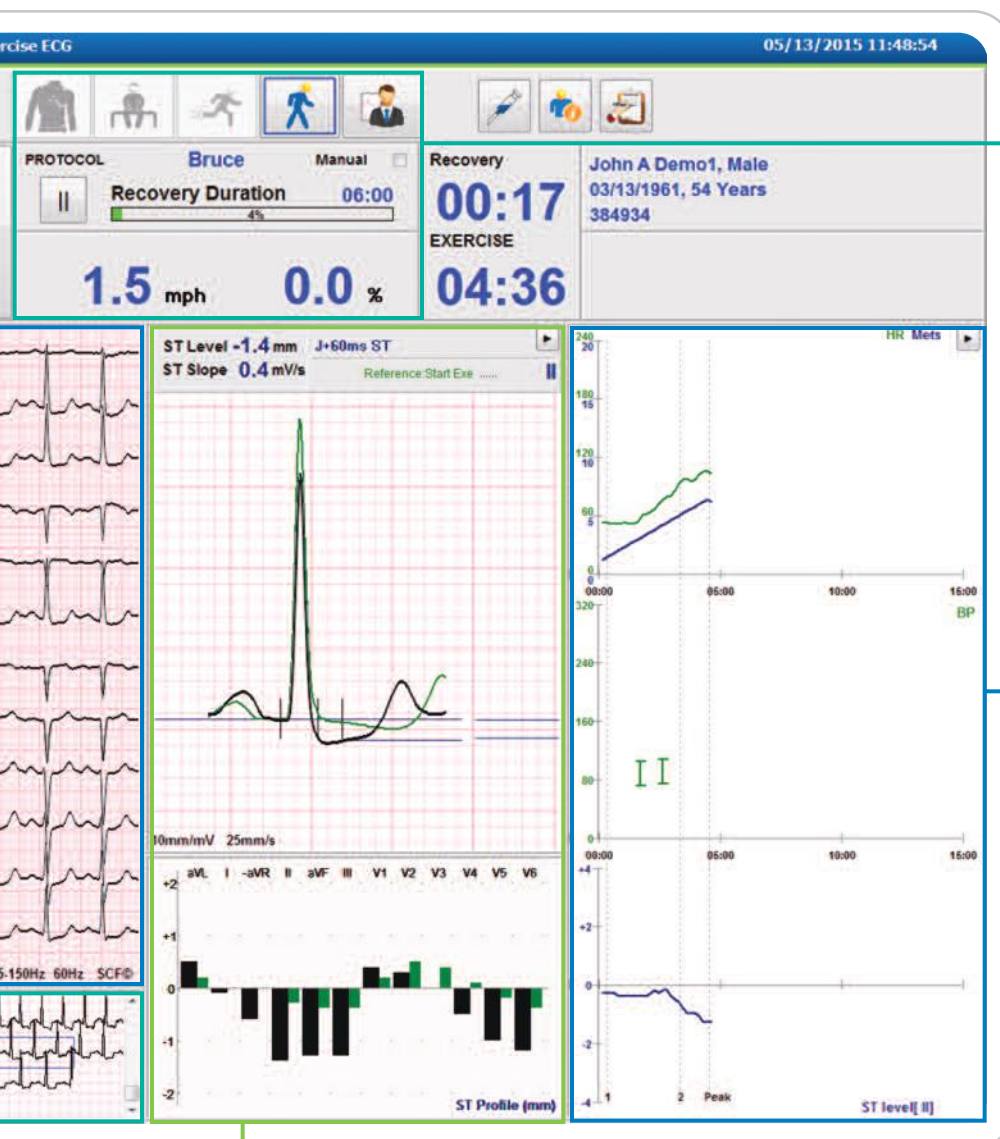 rcise ECG
05/13/2015 11:48:54
PROTOCOL Bruce Manual
Recovery Duration 06:00
4%
1.5 mph 0.0 %
Recovery
00:17
EXERCISE
04:36
John A Demo1, Male
03/13/1961, 54 Years
384934
ST Level -1.4 mm J+60ms ST
ST Slope 0.4 mV/s Reference:Start Exe ...... II
10mm/mV 25mm/s
aVL I -aVR II aVF III V1 V2 V3 V4 V5 V6
+2
+1
0
-1
-2
ST Profile (mm)
5-150Hz 60Hz SCF©
HR Mets
240
20
180
15
120
10
60
5
0
0
00:00 05:00 10:00 15:00
320
BP
240
160
80
0
00:00 05:00 10:00 15:00
+4
+2
0
-2
-4
1 2 Peak
ST level[ II]